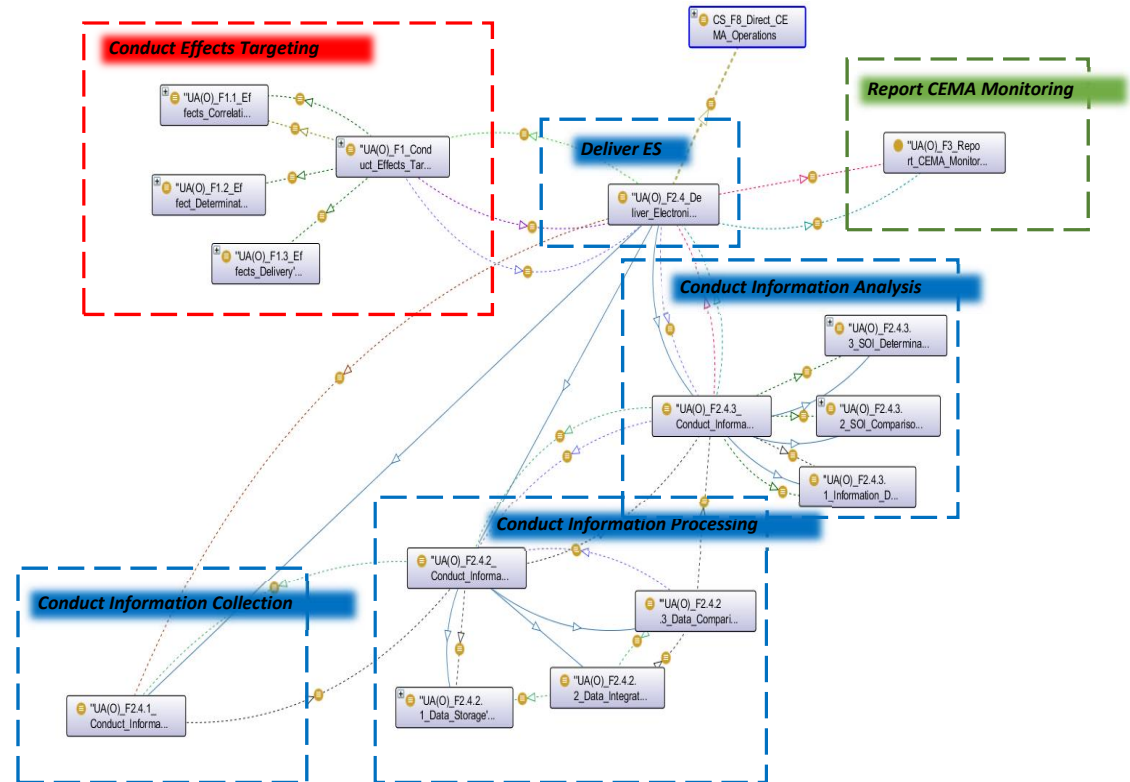 CS_F8_Direct_CE
MA_Operations
Conduct Effects Targeting
"UA(O)_F1.1_Ef
fects_Correlati...
"UA(O)_F1_Cond
uct_Effects_Tar...
"UA(O)_F1.2_Ef
fect_Determinat...
"UA(O)_F1.3_Ef
fects_Delivery'...
Deliver ES
"UA(O)_F2.4_De
liver_Electroni...
Report CEMA Monitoring
"UA(O)_F3_Repo
rt_CEMA_Monitor...
Conduct Information Analysis
"UA(O)_F2.4.3.
3_SOI_Determina...
"UA(O)_F2.4.3_
Conduct_Informa...
"UA(O)_F2.4.3.
2_SOI_Compariso...
"UA(O)_F2.4.3.
1_Information_D...
Conduct Information Processing
"UA(O)_F2.4.2_
Conduct_Informa...
"UA(O)_F2.4.2
.3_Data_Compari...
"UA(O)_F2.4.2.
2_Data_Integrat...
"UA(O)_F2.4.2.
1_Data_Storage'...
Conduct Information Collection
"UA(O)_F2.4.1_
Conduct_Informa...